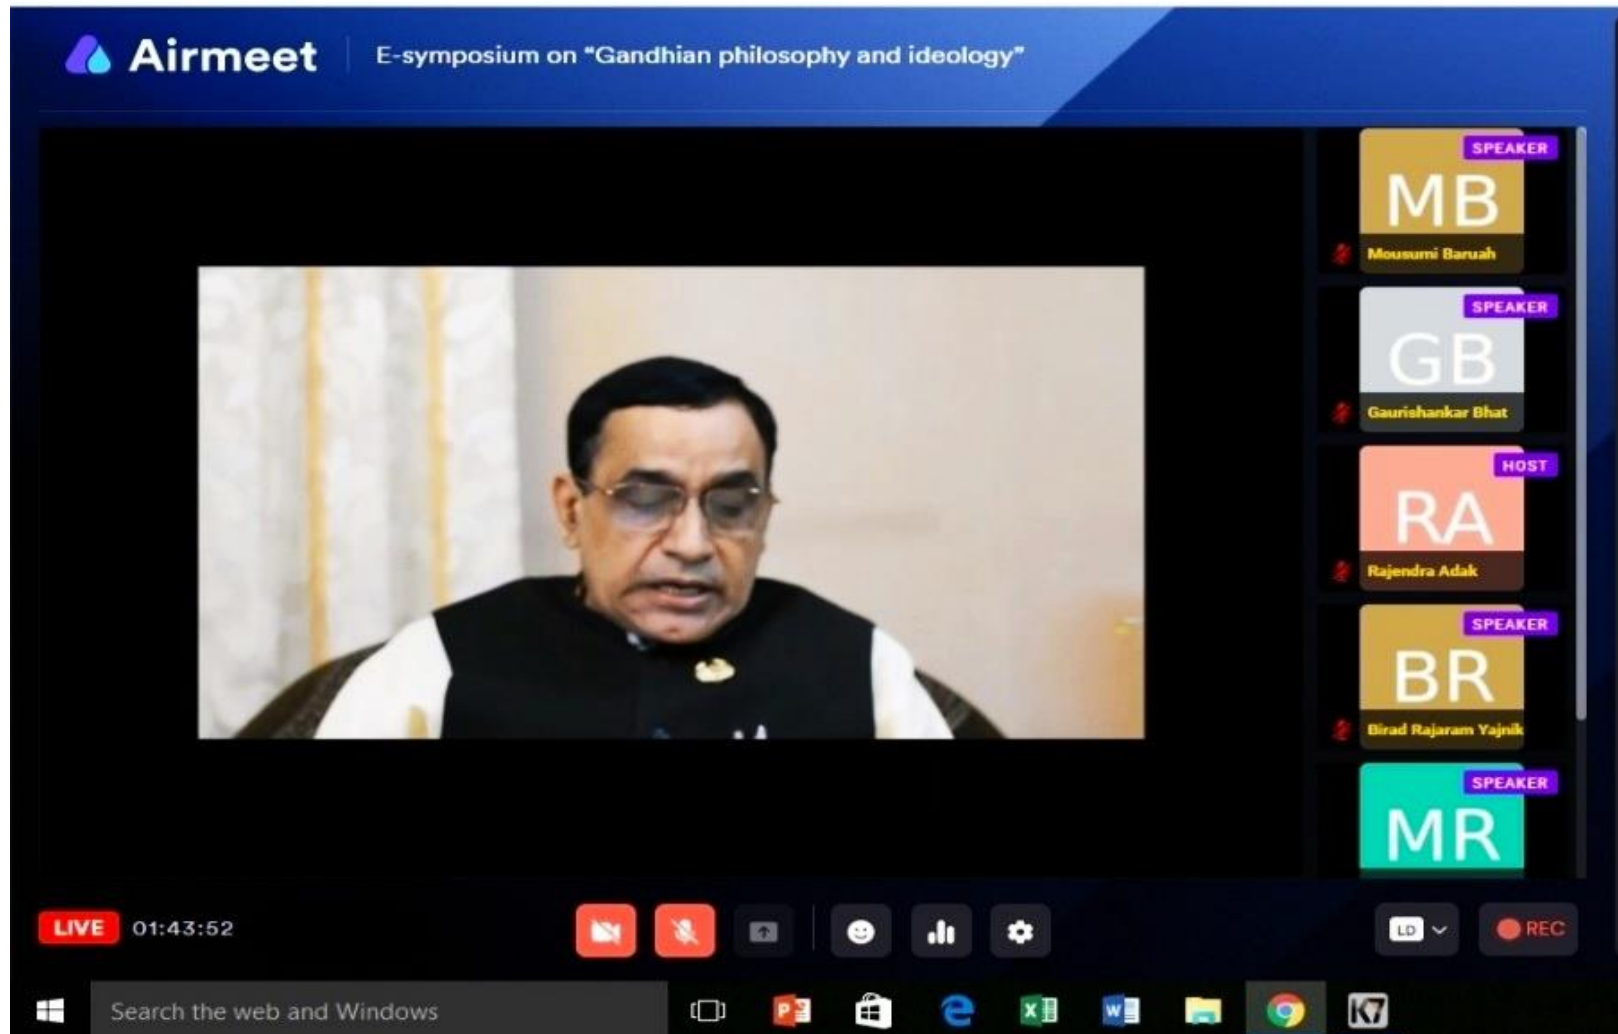 Airmeet
E-symposium on “Gandhian philosophy and ideology”
SPEAKER
MB
Mousumi Baruah
SPEAKER
GB
Gaurishankar Bhat
HOST
RA
Rajendra Adak
SPEAKER
BR
Birad Rajaram Yajnik
SPEAKER
MR
LIVE 01:43:52
LD
REC
Search the web and Windows
P
e
X
W
K7